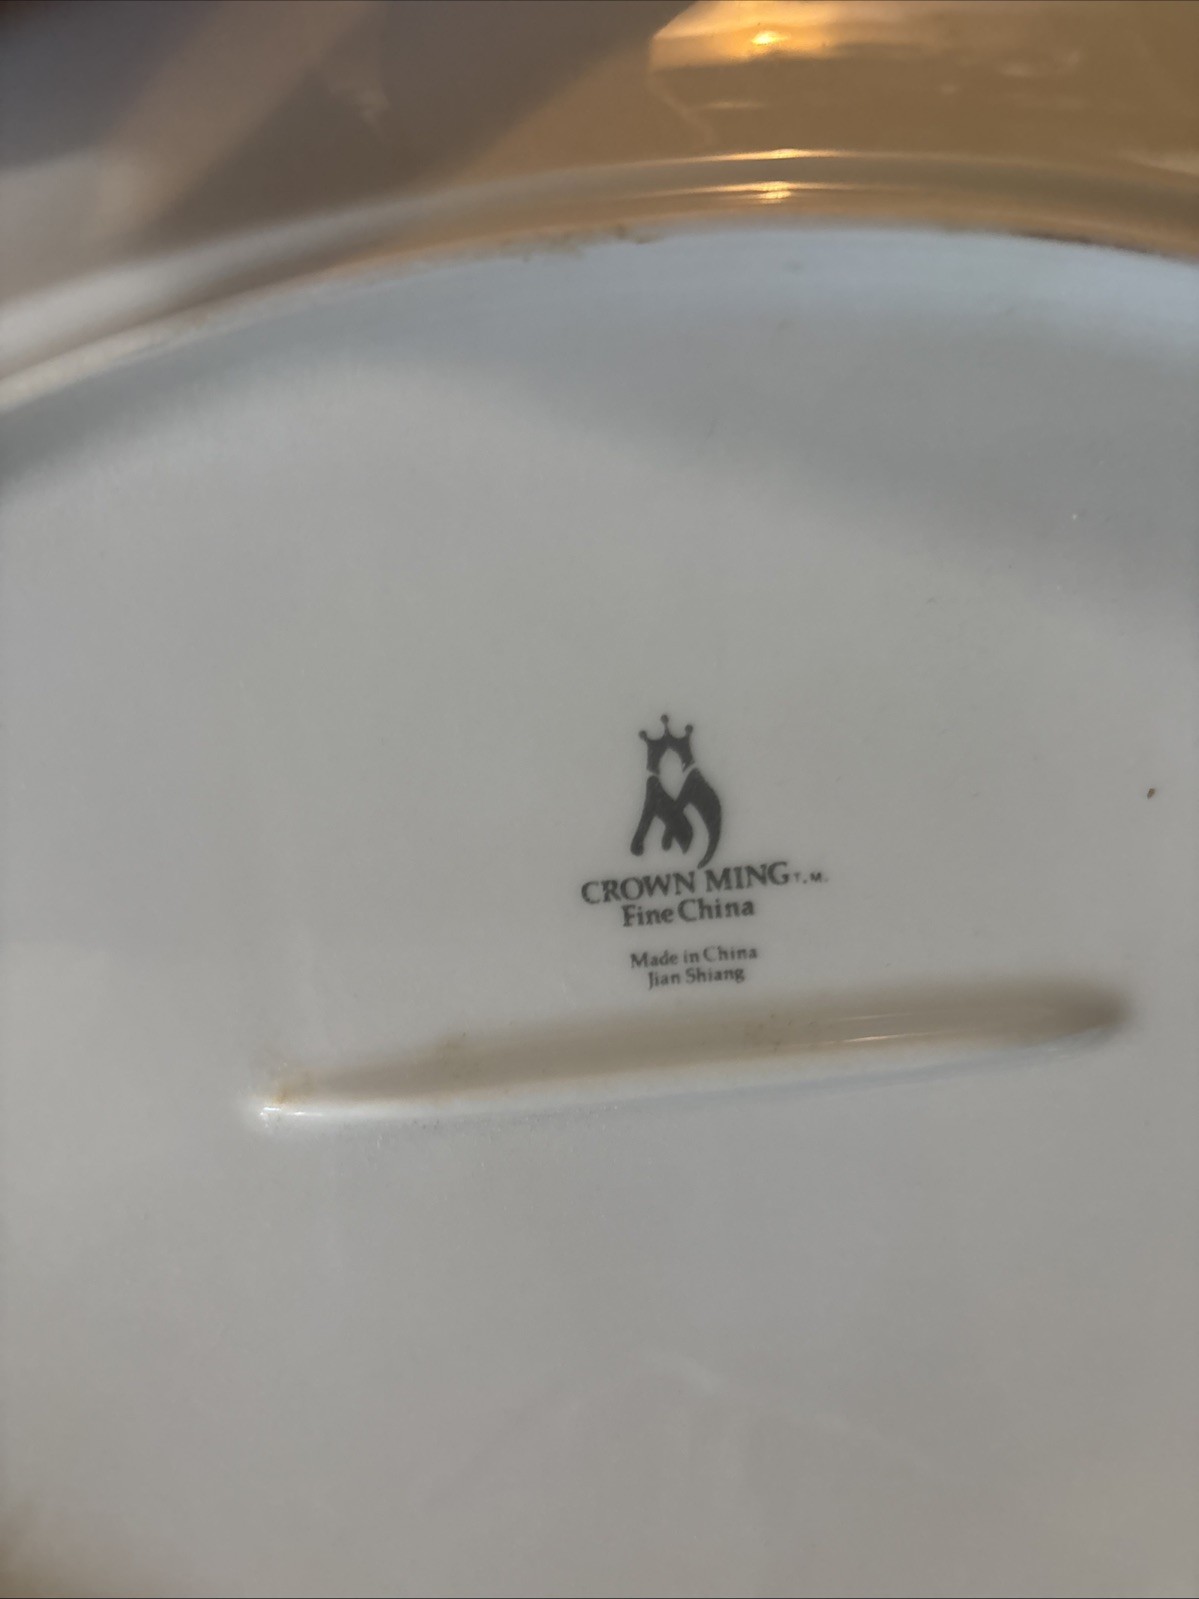 CROWN MING T.M.
Fine China
Made in China
Jian Shiang